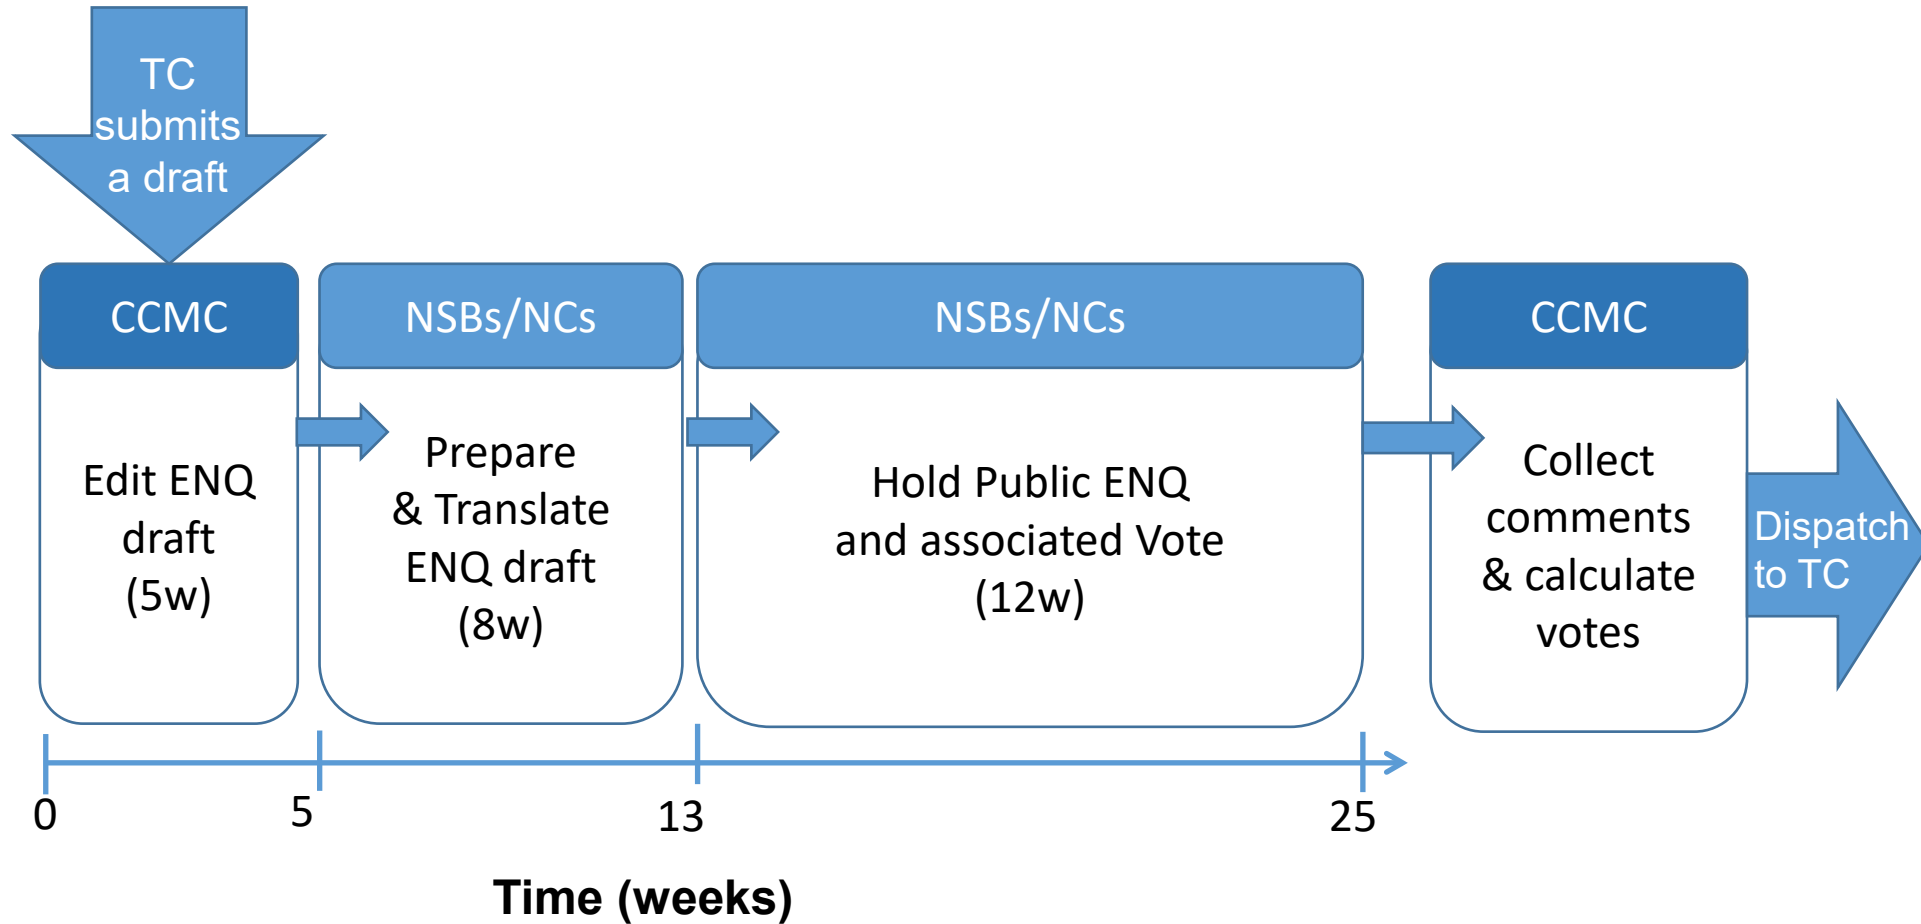 TC
submits
a draft
CCMC
Edit ENQ
draft
(5w)
NSBs/NCs
Prepare
& Translate
ENQ draft
(8w)
NSBs/NCs
Hold Public ENQ
and associated Vote
(12w)
CCMC
Collect
comments
& calculate
votes
Dispatch
to TC
0
5
13
25
Time (weeks)